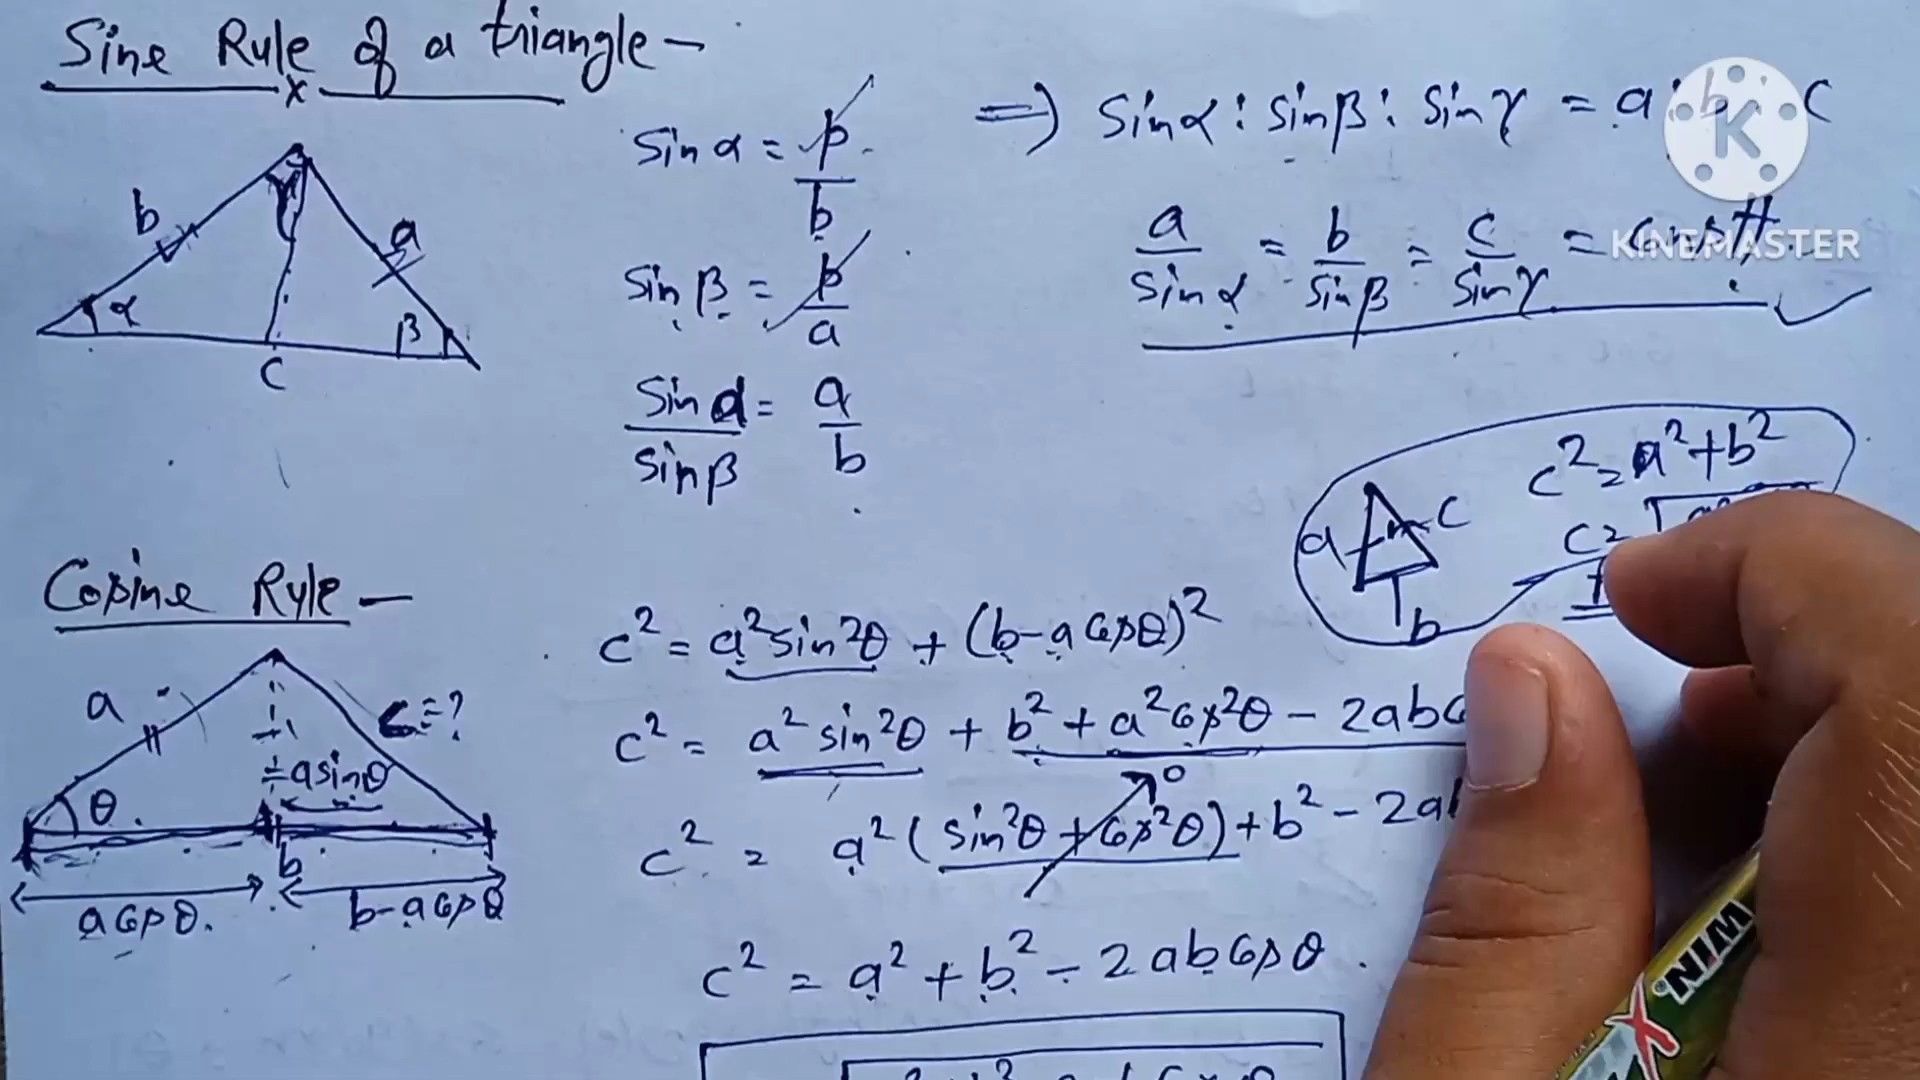 Sine Rule of a triangle –
x
b
a
α
β
γ
c
sin α = p/b
sin β = p/a
sin α / sin β = a/b
⇒ sin α : sin β : sin γ = a : b : c
a/sin α = b/sin β = c/sin γ = const.
KINEMASTER
a
c
b
c² = a² + b²
Cosine Rule –
a
c = ?
a sin θ
θ
b
a cos θ.
b - a cos θ
c² = a² sin²θ + (b - a cos θ)²
c² = a² sin²θ + b² + a² cos²θ - 2ab
c² = a² (sin²θ + cos²θ) + b² - 2ab
c² = a² + b² - 2ab cos θ.
WIN